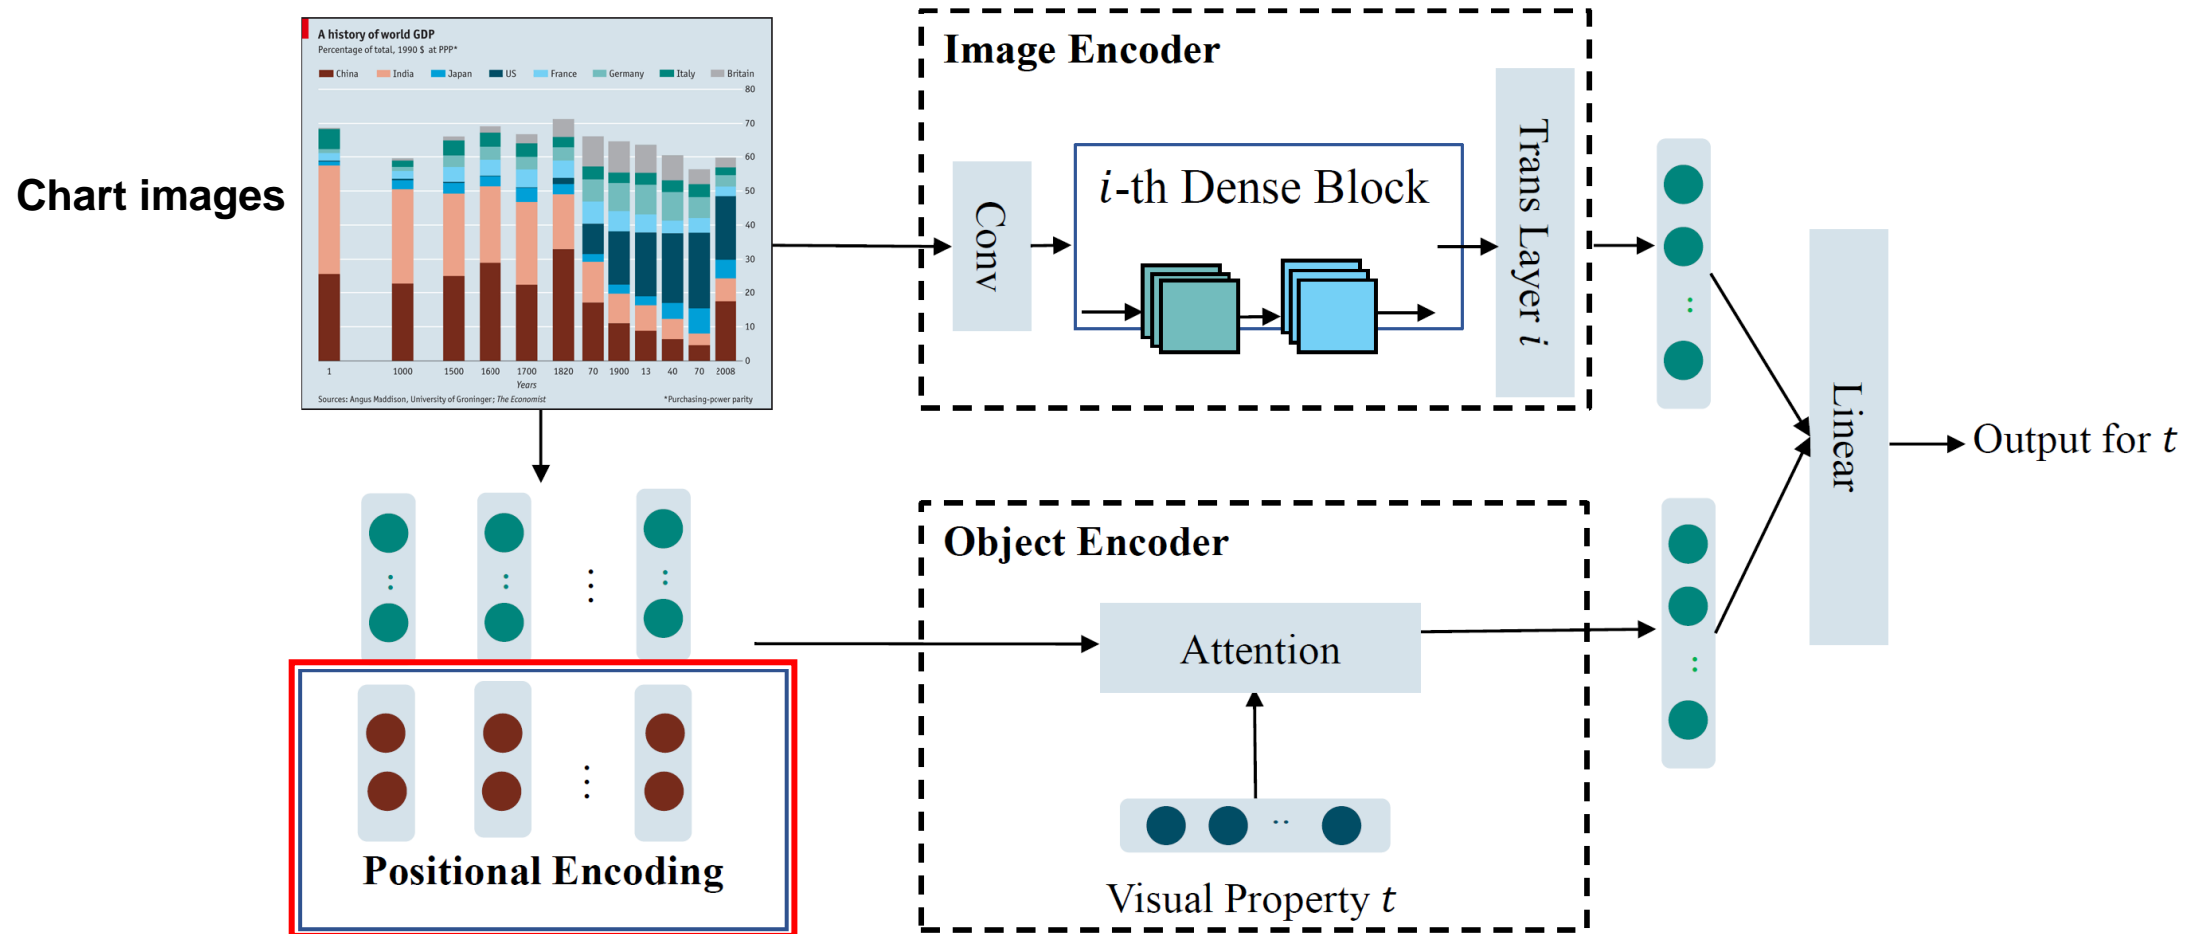 A history of world GDP
Percentage of total, 1990 $ at PPP*
China India Japan US France Germany Italy Britain
80
70
60
50
40
30
20
10
0
1 1000 1500 1600 1700 1820 70 1900 13 40 70 2008
Years
Sources: Angus Maddison, University of Groninger; The Economist *Purchasing-power parity
Chart images
Image Encoder
Conv
i-th Dense Block
Trans Layer i
Linear
Output for t
Object Encoder
Attention
Visual Property t
Positional Encoding